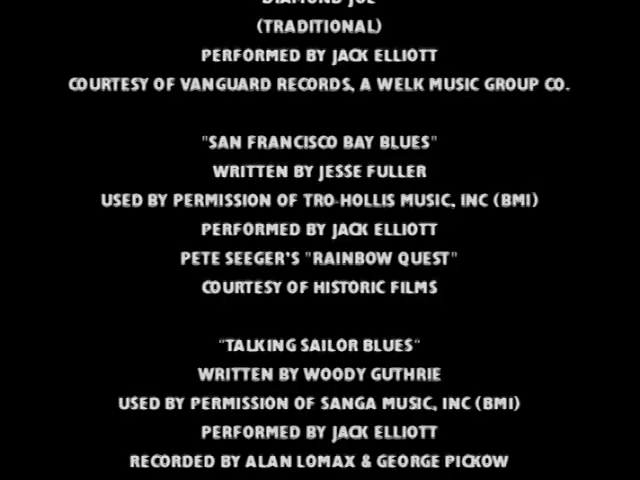 DIAMOND JOE
(TRADITIONAL)
PERFORMED BY JACK ELLIOTT
COURTESY OF VANGUARD RECORDS, A WELK MUSIC GROUP CO.
"SAN FRANCISCO BAY BLUES"
WRITTEN BY JESSE FULLER
USED BY PERMISSION OF TRO-HOLLIS MUSIC, INC (BMI)
PERFORMED BY JACK ELLIOTT
PETE SEEGER'S "RAINBOW QUEST"
COURTESY OF HISTORIC FILMS
"TALKING SAILOR BLUES"
WRITTEN BY WOODY GUTHRIE
USED BY PERMISSION OF SANGA MUSIC, INC (BMI)
PERFORMED BY JACK ELLIOTT
RECORDED BY ALAN LOMAX & GEORGE PICKOW